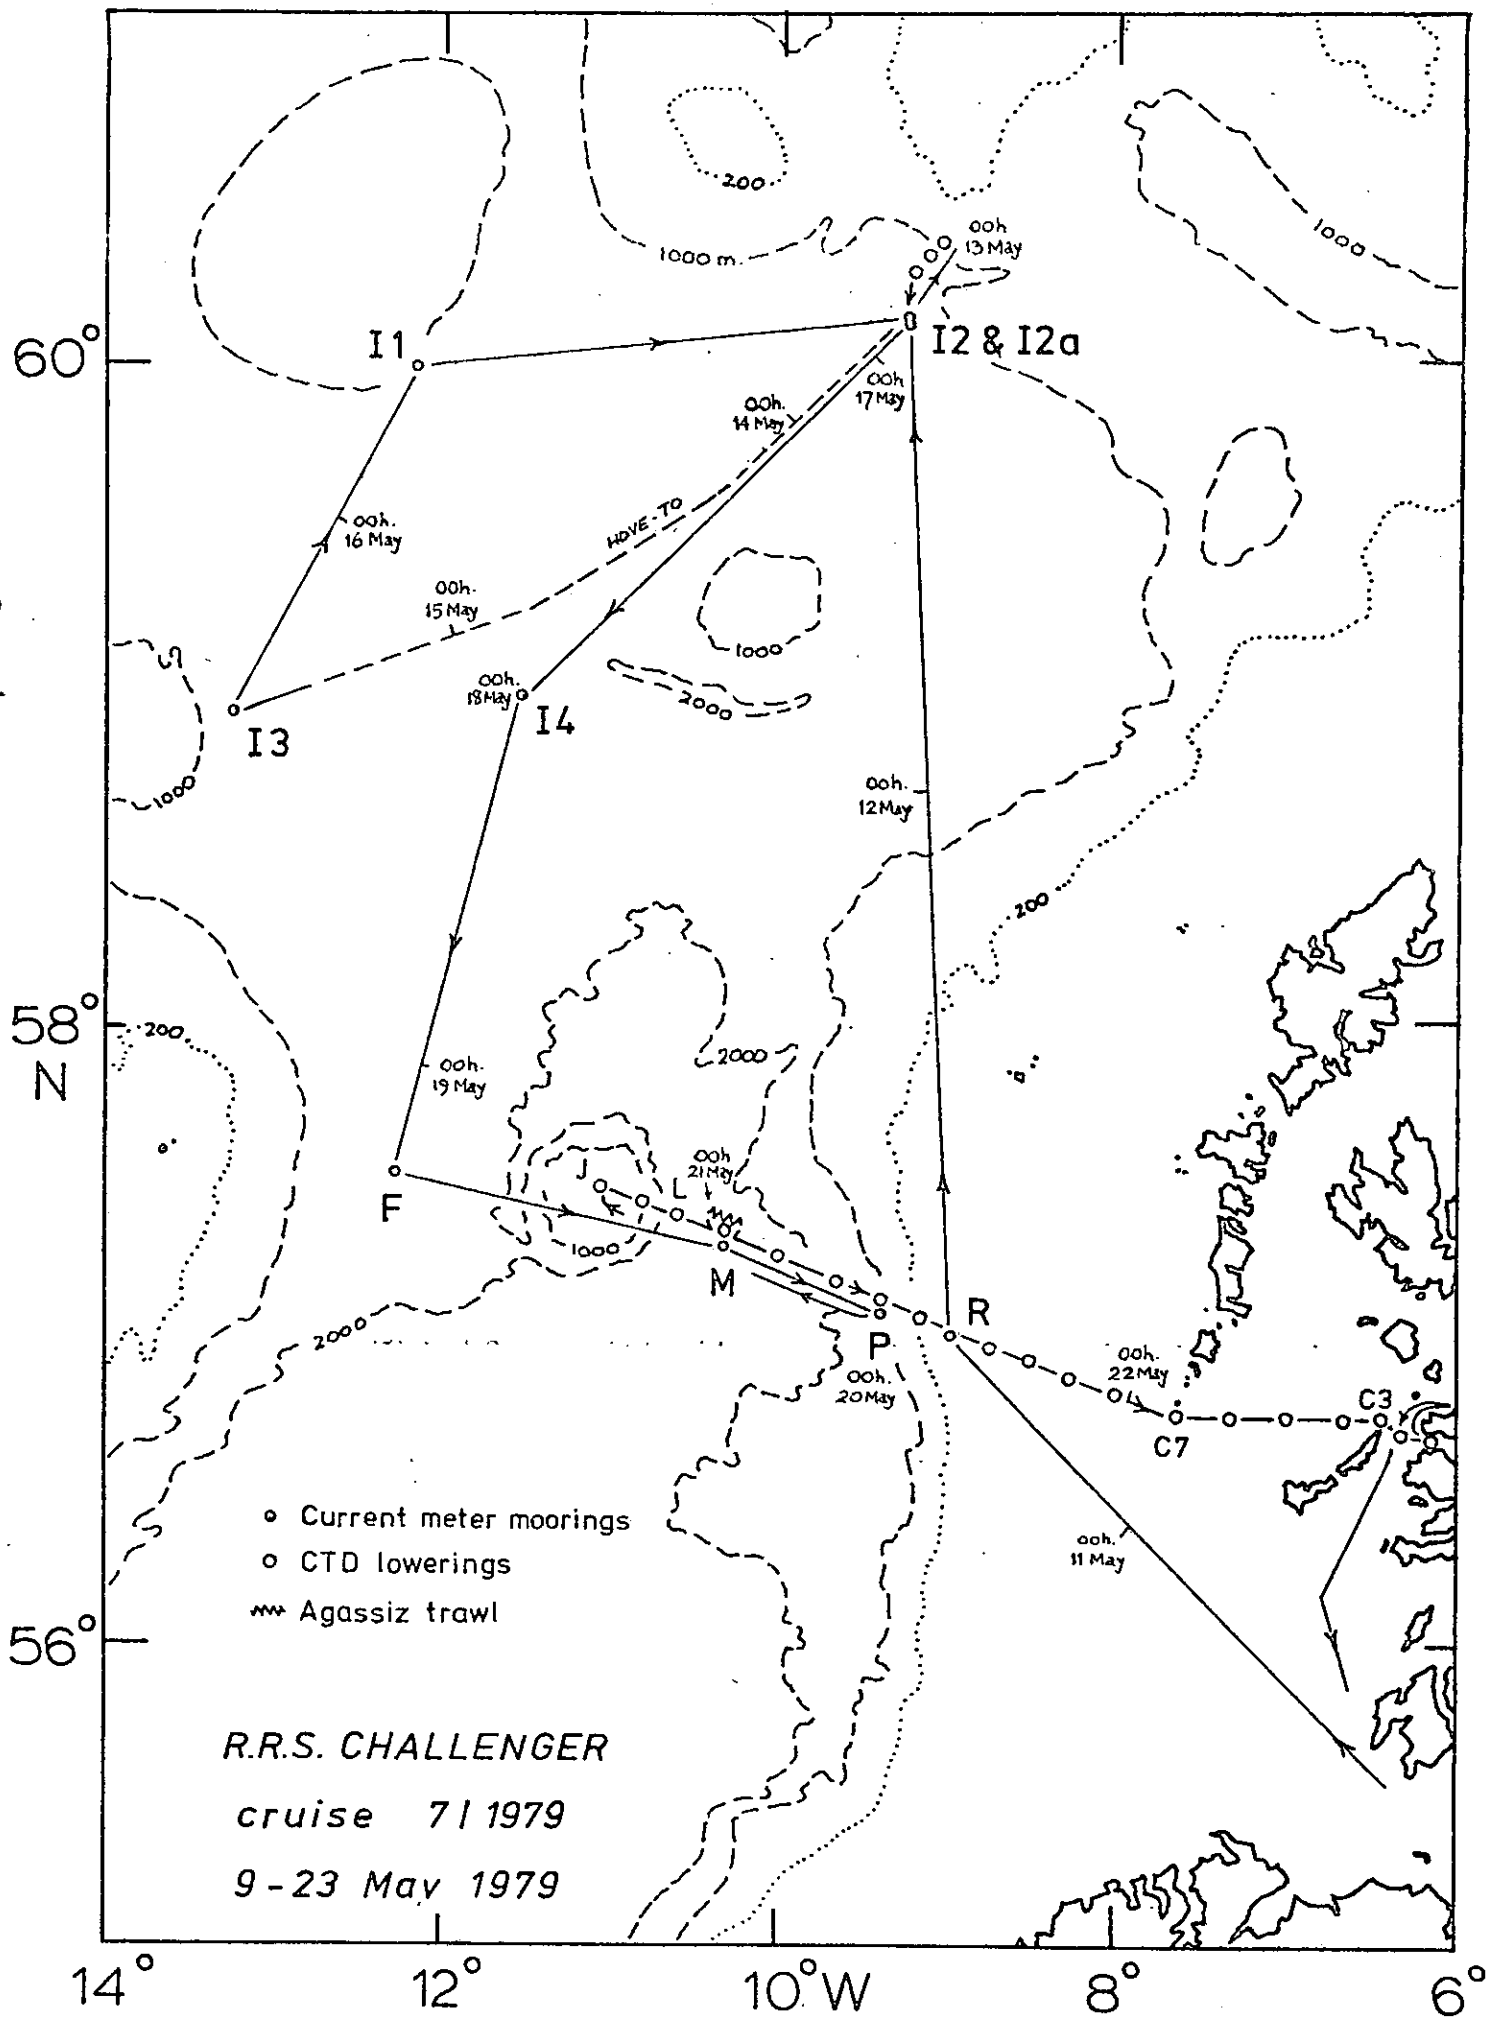 200
1000 m.
00h
13 May
1000
60°
I1
I2 & I2a
00h
17 May
00h.
14 May
HOVE-TO
00h.
16 May
00h.
15 May
1000
2000
00h.
18 May
I4
I3
1000
00h.
12 May
200
58°
N
200
2000
00h.
19 May
J
L
00h
21 May
F
1000
M
R
2000
P
00h.
20 May
00h.
22 May
C3
C7
00h.
11 May
Current meter moorings
CTD lowerings
Agassiz trawl
56°
R.R.S. CHALLENGER
cruise 7/1979
9-23 May 1979
14°
12°
10°W
8°
6°